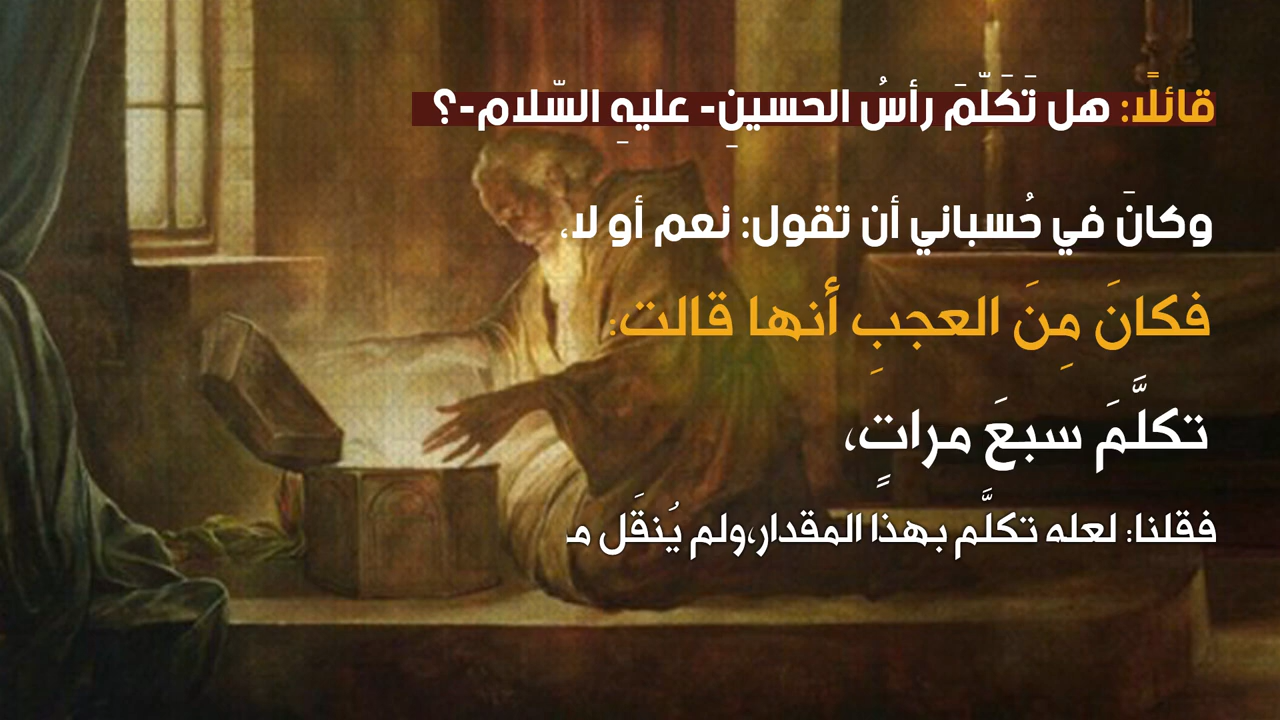 قائلًا: هل تَكَلّمَ رأسُ الحسينِ- عليهِ السّلام-؟
وكانَ في حُسباني أن تقول: نعم أو لا،
فكانَ مِنَ العجبِ أنها قالت:
تكلَّمَ سبعَ مراتٍ،
فقلنا: لعله تكلَّم بهذا المقدار،ولم يُنقَل مـ